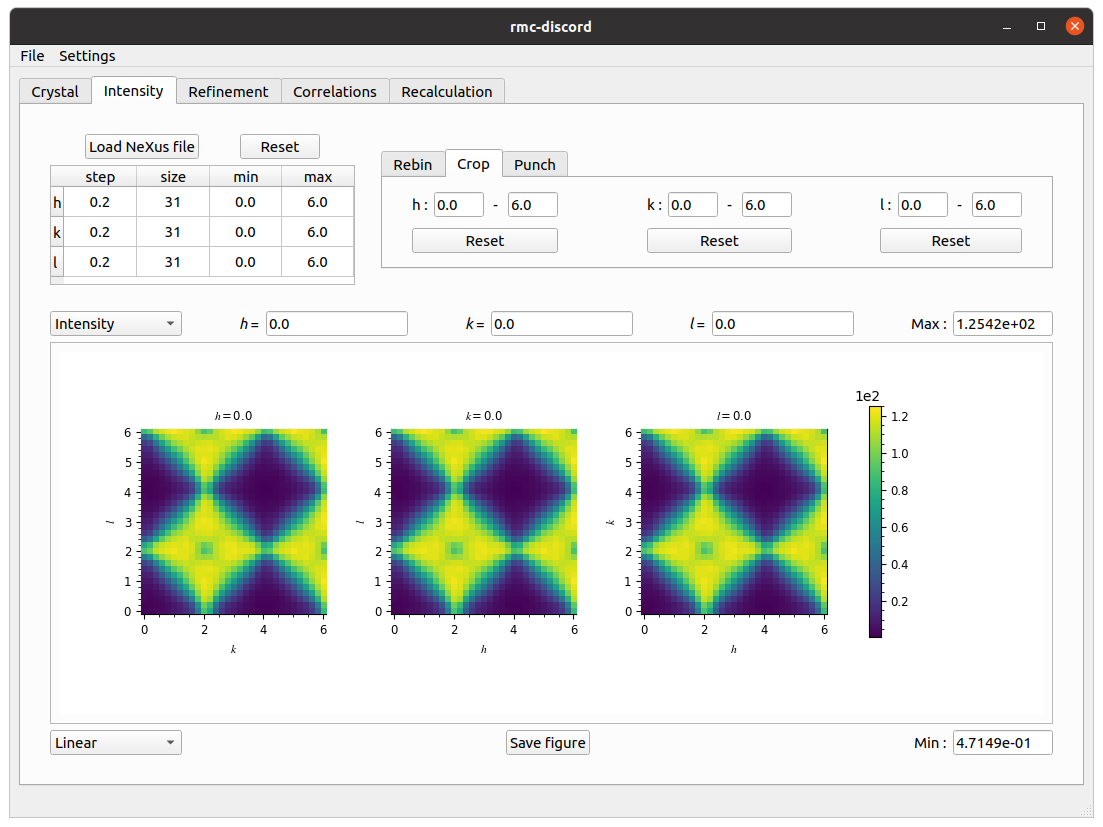 rmc-discord
File Settings
Crystal Intensity Refinement Correlations Recalculation
Load NeXus file Reset
step size min max
h 0.2 31 0.0 6.0
k 0.2 31 0.0 6.0
l 0.2 31 0.0 6.0
Rebin Crop Punch
h : 0.0 - 6.0 k : 0.0 - 6.0 l : 0.0 - 6.0
Reset Reset Reset
Intensity h = 0.0 k = 0.0 l = 0.0 Max : 1.2542e+02
h = 0.0 k = 0.0 l = 0.0 1e2
6 6 6 1.2
5 5 5 1.0
4 4 4 0.8
l 3 l 3 k 3 0.6
2 2 2 0.4
1 1 1 0.2
0 0 0
0 2 4 6 0 2 4 6 0 2 4 6
k h h
Linear Save figure Min : 4.7149e-01